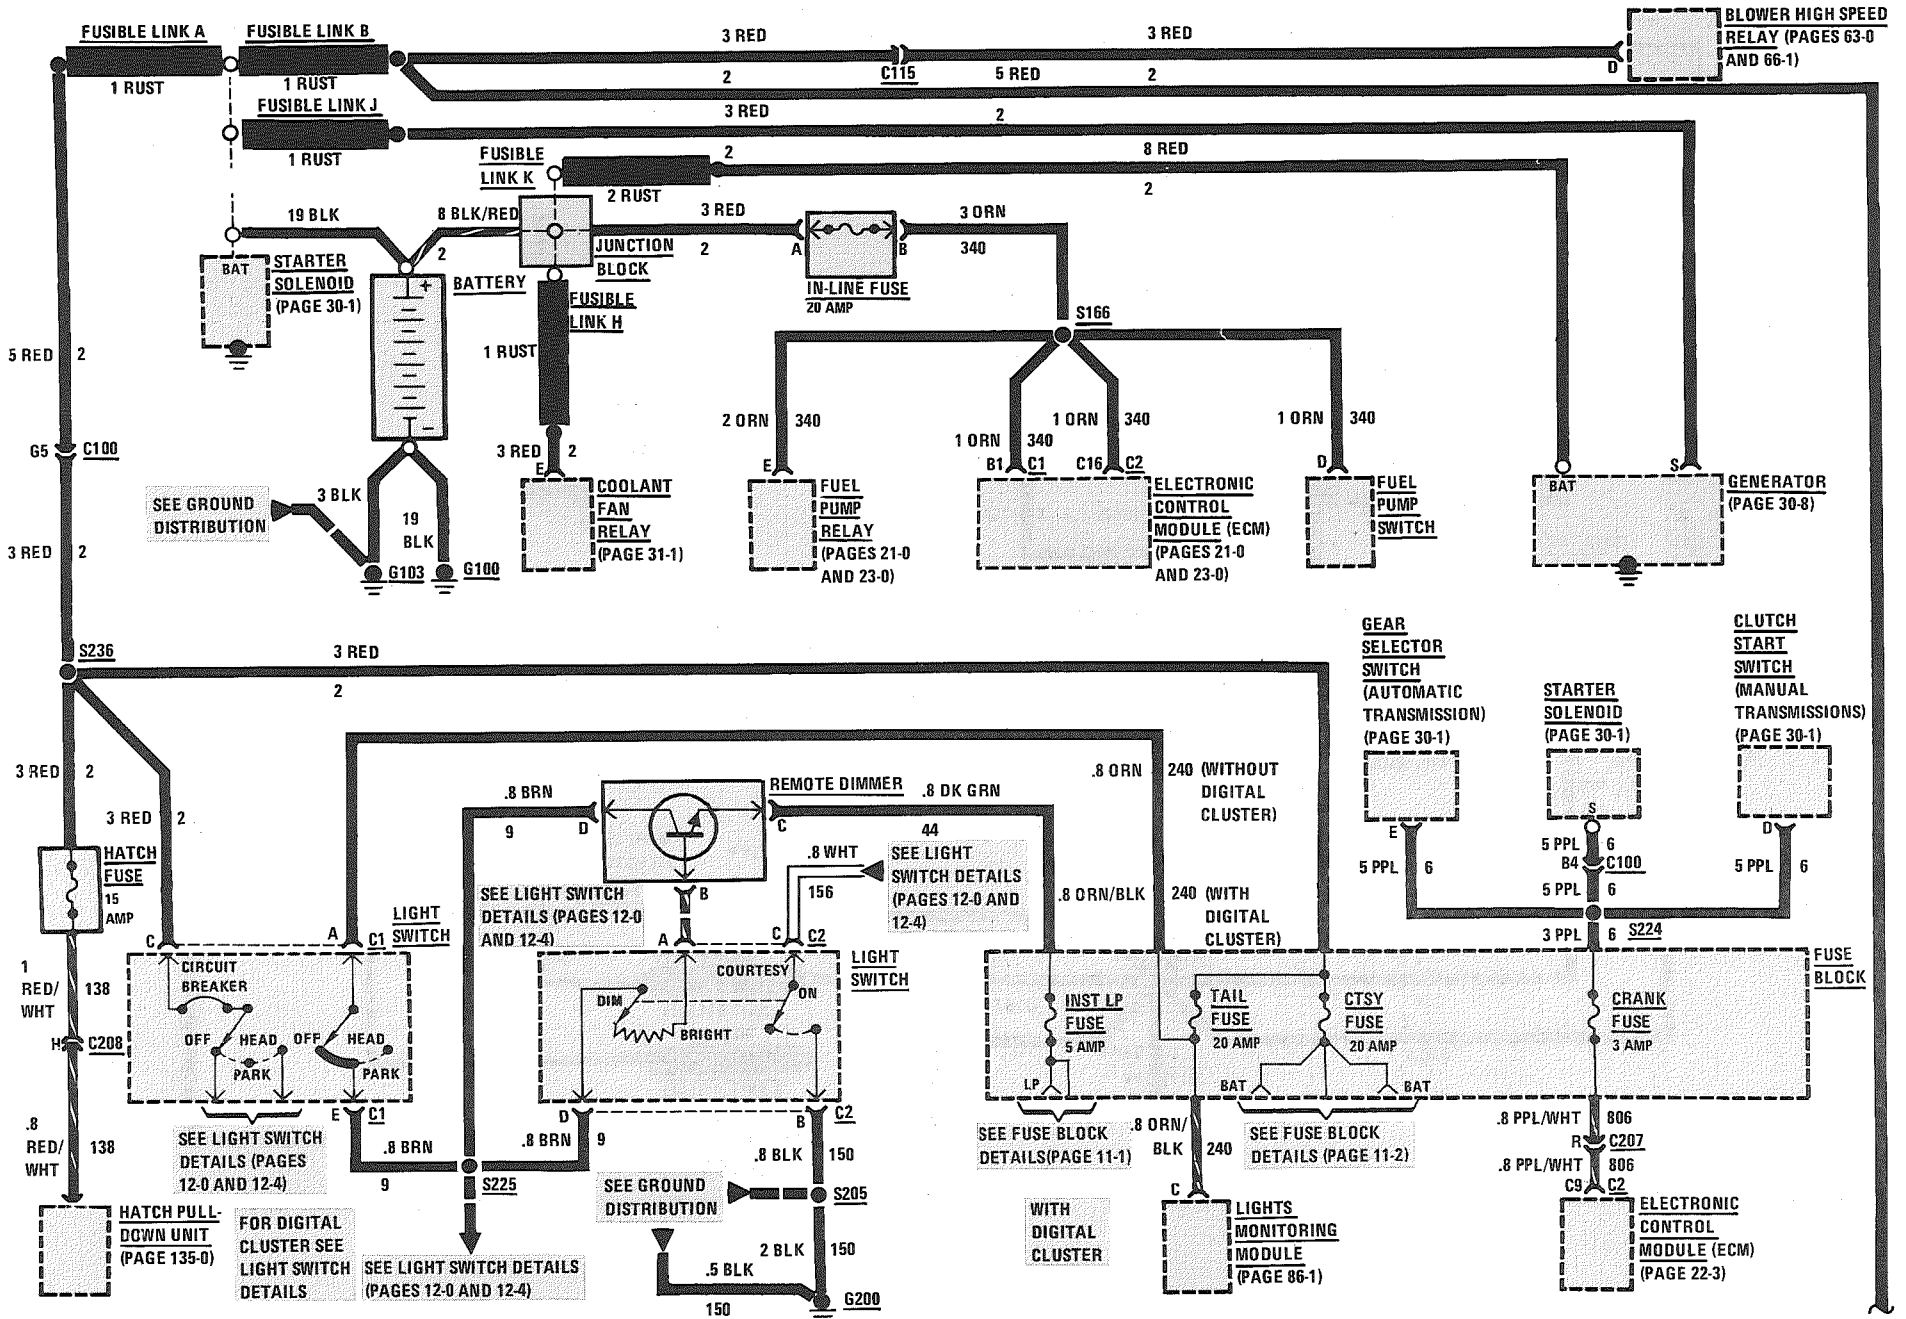 FUSIBLE LINK A
FUSIBLE LINK B
1 RUST
1 RUST
3 RED
2
C115
3 RED
5 RED
2
D
BLOWER HIGH SPEED
RELAY (PAGES 63-0
AND 66-1)
FUSIBLE LINK J
1 RUST
3 RED
2
FUSIBLE
LINK K
2 RUST
2
8 RED
2
19 BLK
8 BLK/RED
2
3 RED
2
A
B
3 ORN
340
JUNCTION
BLOCK
IN-LINE FUSE
20 AMP
BAT
STARTER
SOLENOID
(PAGE 30-1)
BATTERY
+
-
FUSIBLE
LINK H
1 RUST
S166
5 RED
2
G5
C100
3 RED
2
3 RED
2
E
2 ORN
340
E
1 ORN
340
B1
C1
1 ORN
340
C16
C2
1 ORN
340
D
BAT
S
SEE GROUND
DISTRIBUTION
3 BLK
19
BLK
G103
G100
COOLANT
FAN
RELAY
(PAGE 31-1)
FUEL
PUMP
RELAY
(PAGES 21-0
AND 23-0)
ELECTRONIC
CONTROL
MODULE (ECM)
(PAGES 21-0
AND 23-0)
FUEL
PUMP
SWITCH
GENERATOR
(PAGE 30-8)
S236
3 RED
2
GEAR
SELECTOR
SWITCH
(AUTOMATIC
TRANSMISSION)
(PAGE 30-1)
STARTER
SOLENOID
(PAGE 30-1)
CLUTCH
START
SWITCH
(MANUAL
TRANSMISSIONS)
(PAGE 30-1)
3 RED
2
3 RED
2
HATCH
FUSE
15
AMP
.8 BRN
9
D
REMOTE DIMMER
C
B
.8 DK GRN
44
.8 ORN
240 (WITHOUT
DIGITAL
CLUSTER)
.8 ORN/BLK
240 (WITH
DIGITAL
CLUSTER)
.8 WHT
156
SEE LIGHT
SWITCH DETAILS
(PAGES 12-0 AND
12-4)
SEE LIGHT SWITCH
DETAILS (PAGES 12-0
AND 12-4)
E
5 PPL
6
S
5 PPL
6
B4
C100
5 PPL
6
D
5 PPL
6
3 PPL
6
S224
C
A
C1
LIGHT
SWITCH
CIRCUIT
BREAKER
OFF
HEAD
PARK
OFF
HEAD
PARK
E
C1
A
C
C2
LIGHT
SWITCH
COURTESY
DIM
ON
BRIGHT
D
B
C2
FUSE
BLOCK
INST LP
FUSE
5 AMP
TAIL
FUSE
20 AMP
CTSY
FUSE
20 AMP
CRANK
FUSE
3 AMP
LP
BAT
BAT
1
RED/
WHT
138
H
C208
.8
RED/
WHT
138
HATCH PULL-
DOWN UNIT
(PAGE 135-0)
SEE LIGHT SWITCH
DETAILS (PAGES
12-0 AND 12-4)
FOR DIGITAL
CLUSTER SEE
LIGHT SWITCH
DETAILS
.8 BRN
9
S225
.8 BRN
9
SEE LIGHT SWITCH DETAILS
(PAGES 12-0 AND 12-4)
SEE GROUND
DISTRIBUTION
.8 BLK
150
S205
2 BLK
150
.5 BLK
150
G200
SEE FUSE BLOCK
DETAILS(PAGE 11-1)
WITH
DIGITAL
CLUSTER
.8 ORN/
BLK
240
C
LIGHTS
MONITORING
MODULE
(PAGE 86-1)
SEE FUSE BLOCK
DETAILS (PAGE 11-2)
.8 PPL/WHT
806
R
C207
.8 PPL/WHT
806
C9
C2
ELECTRONIC
CONTROL
MODULE (ECM)
(PAGE 22-3)